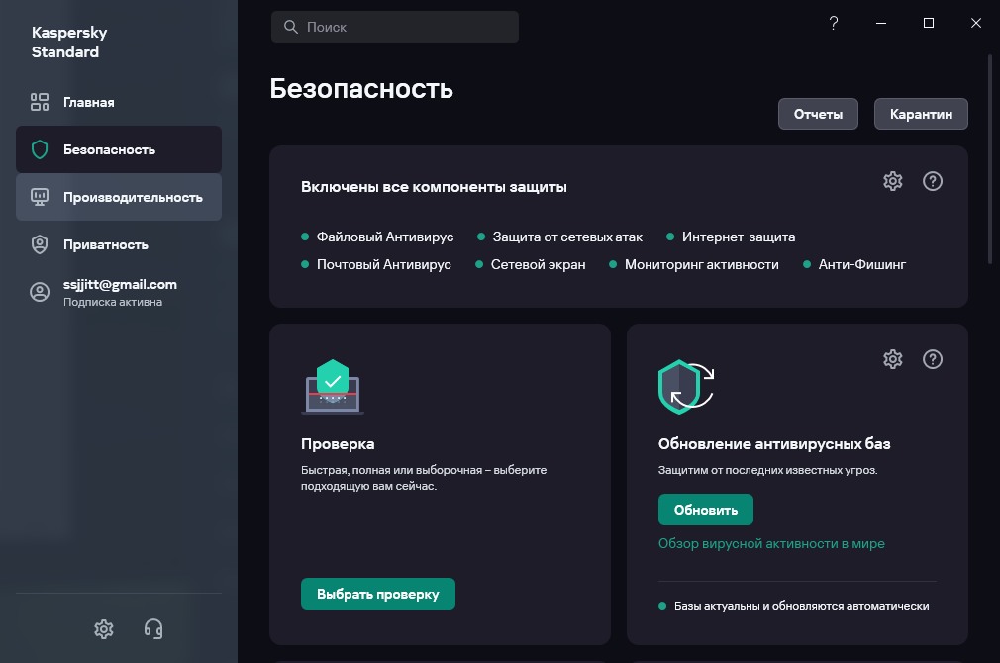 Kaspersky
Standard
Главная
Безопасность
Производительность
Приватность
ssjjitt@gmail.com
Подписка активна
Поиск
Безопасность
Отчеты
Карантин
Включены все компоненты защиты
Файловый Антивирус
Защита от сетевых атак
Интернет-защита
Почтовый Антивирус
Сетевой экран
Мониторинг активности
Анти-Фишинг
Проверка
Быстрая, полная или выборочная – выберите
подходящую вам сейчас.
Выбрать проверку
Обновление антивирусных баз
Защитим от последних известных угроз.
Обновить
Обзор вирусной активности в мире
Базы актуальны и обновляются автоматически